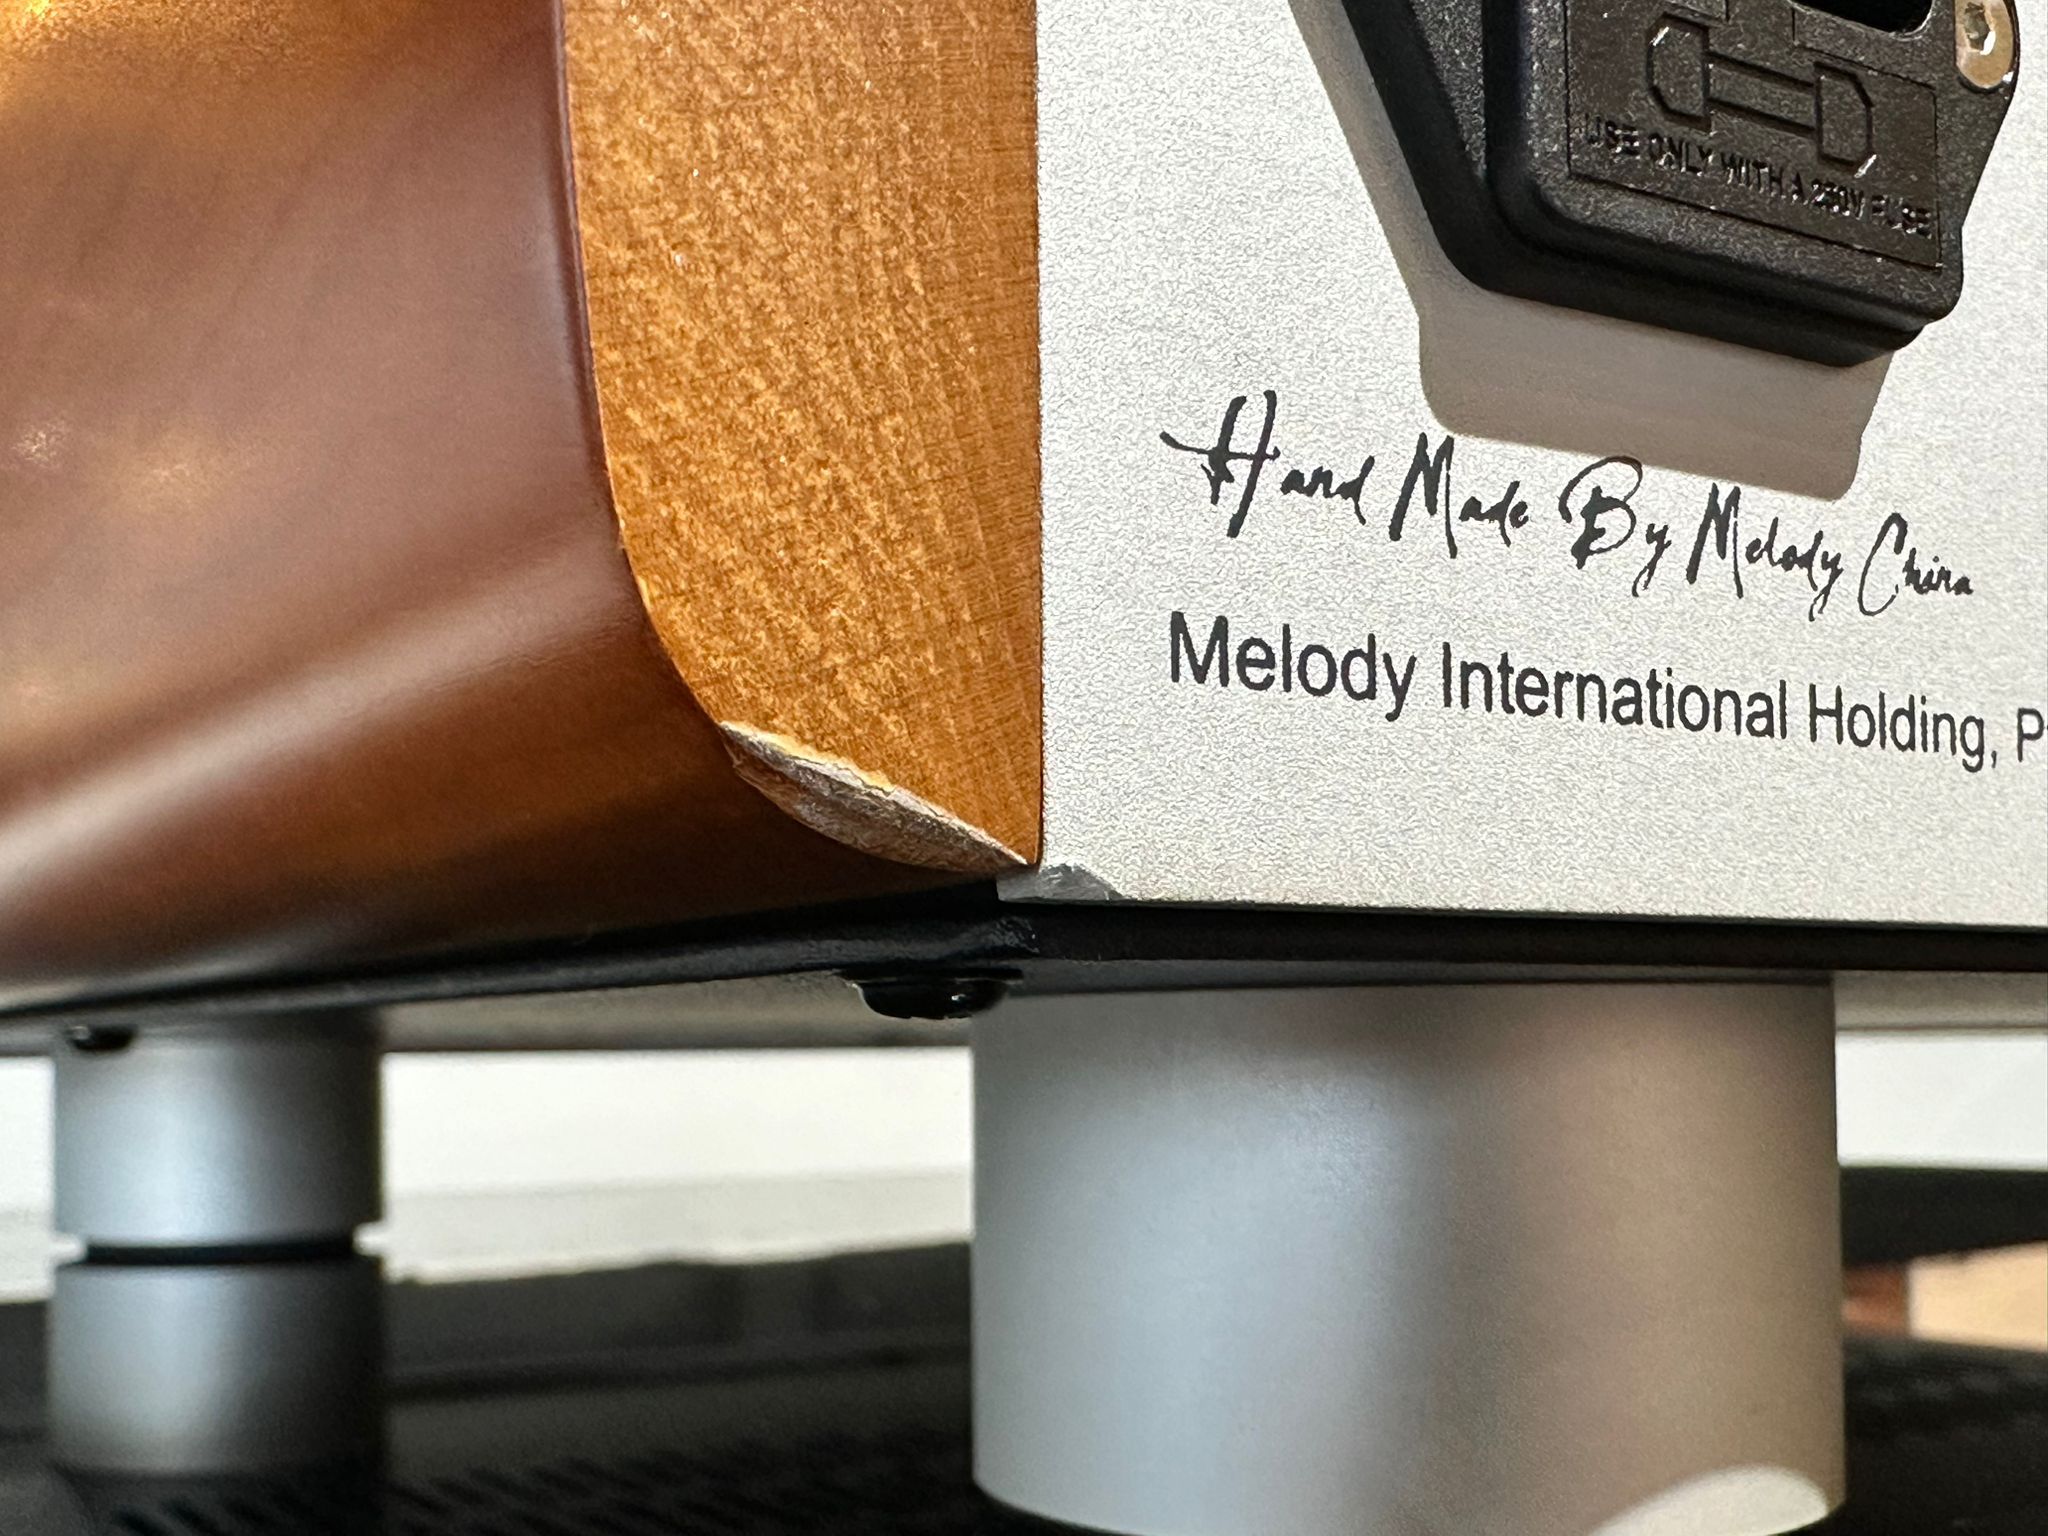 USE ONLY WITH A 250V FUSE
Hand Made By Melody China
Melody International Holding, P